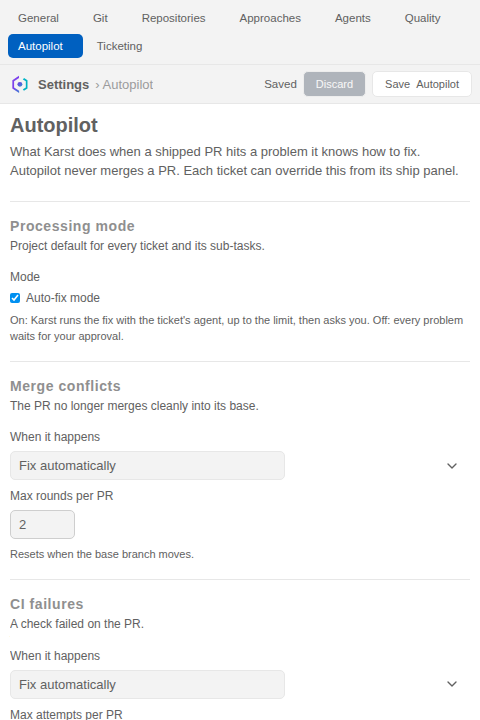 General Git Repositories Approaches Agents Quality
Autopilot Ticketing
Settings › Autopilot Saved Discard Save Autopilot
Autopilot
What Karst does when a shipped PR hits a problem it knows how to fix.
Autopilot never merges a PR. Each ticket can override this from its ship panel.
Processing mode
Project default for every ticket and its sub-tasks.
Mode
Auto-fix mode
On: Karst runs the fix with the ticket's agent, up to the limit, then asks you. Off: every problem
waits for your approval.
Merge conflicts
The PR no longer merges cleanly into its base.
When it happens
Fix automatically
Max rounds per PR
2
Resets when the base branch moves.
CI failures
A check failed on the PR.
When it happens
Fix automatically
Max attempts per PR